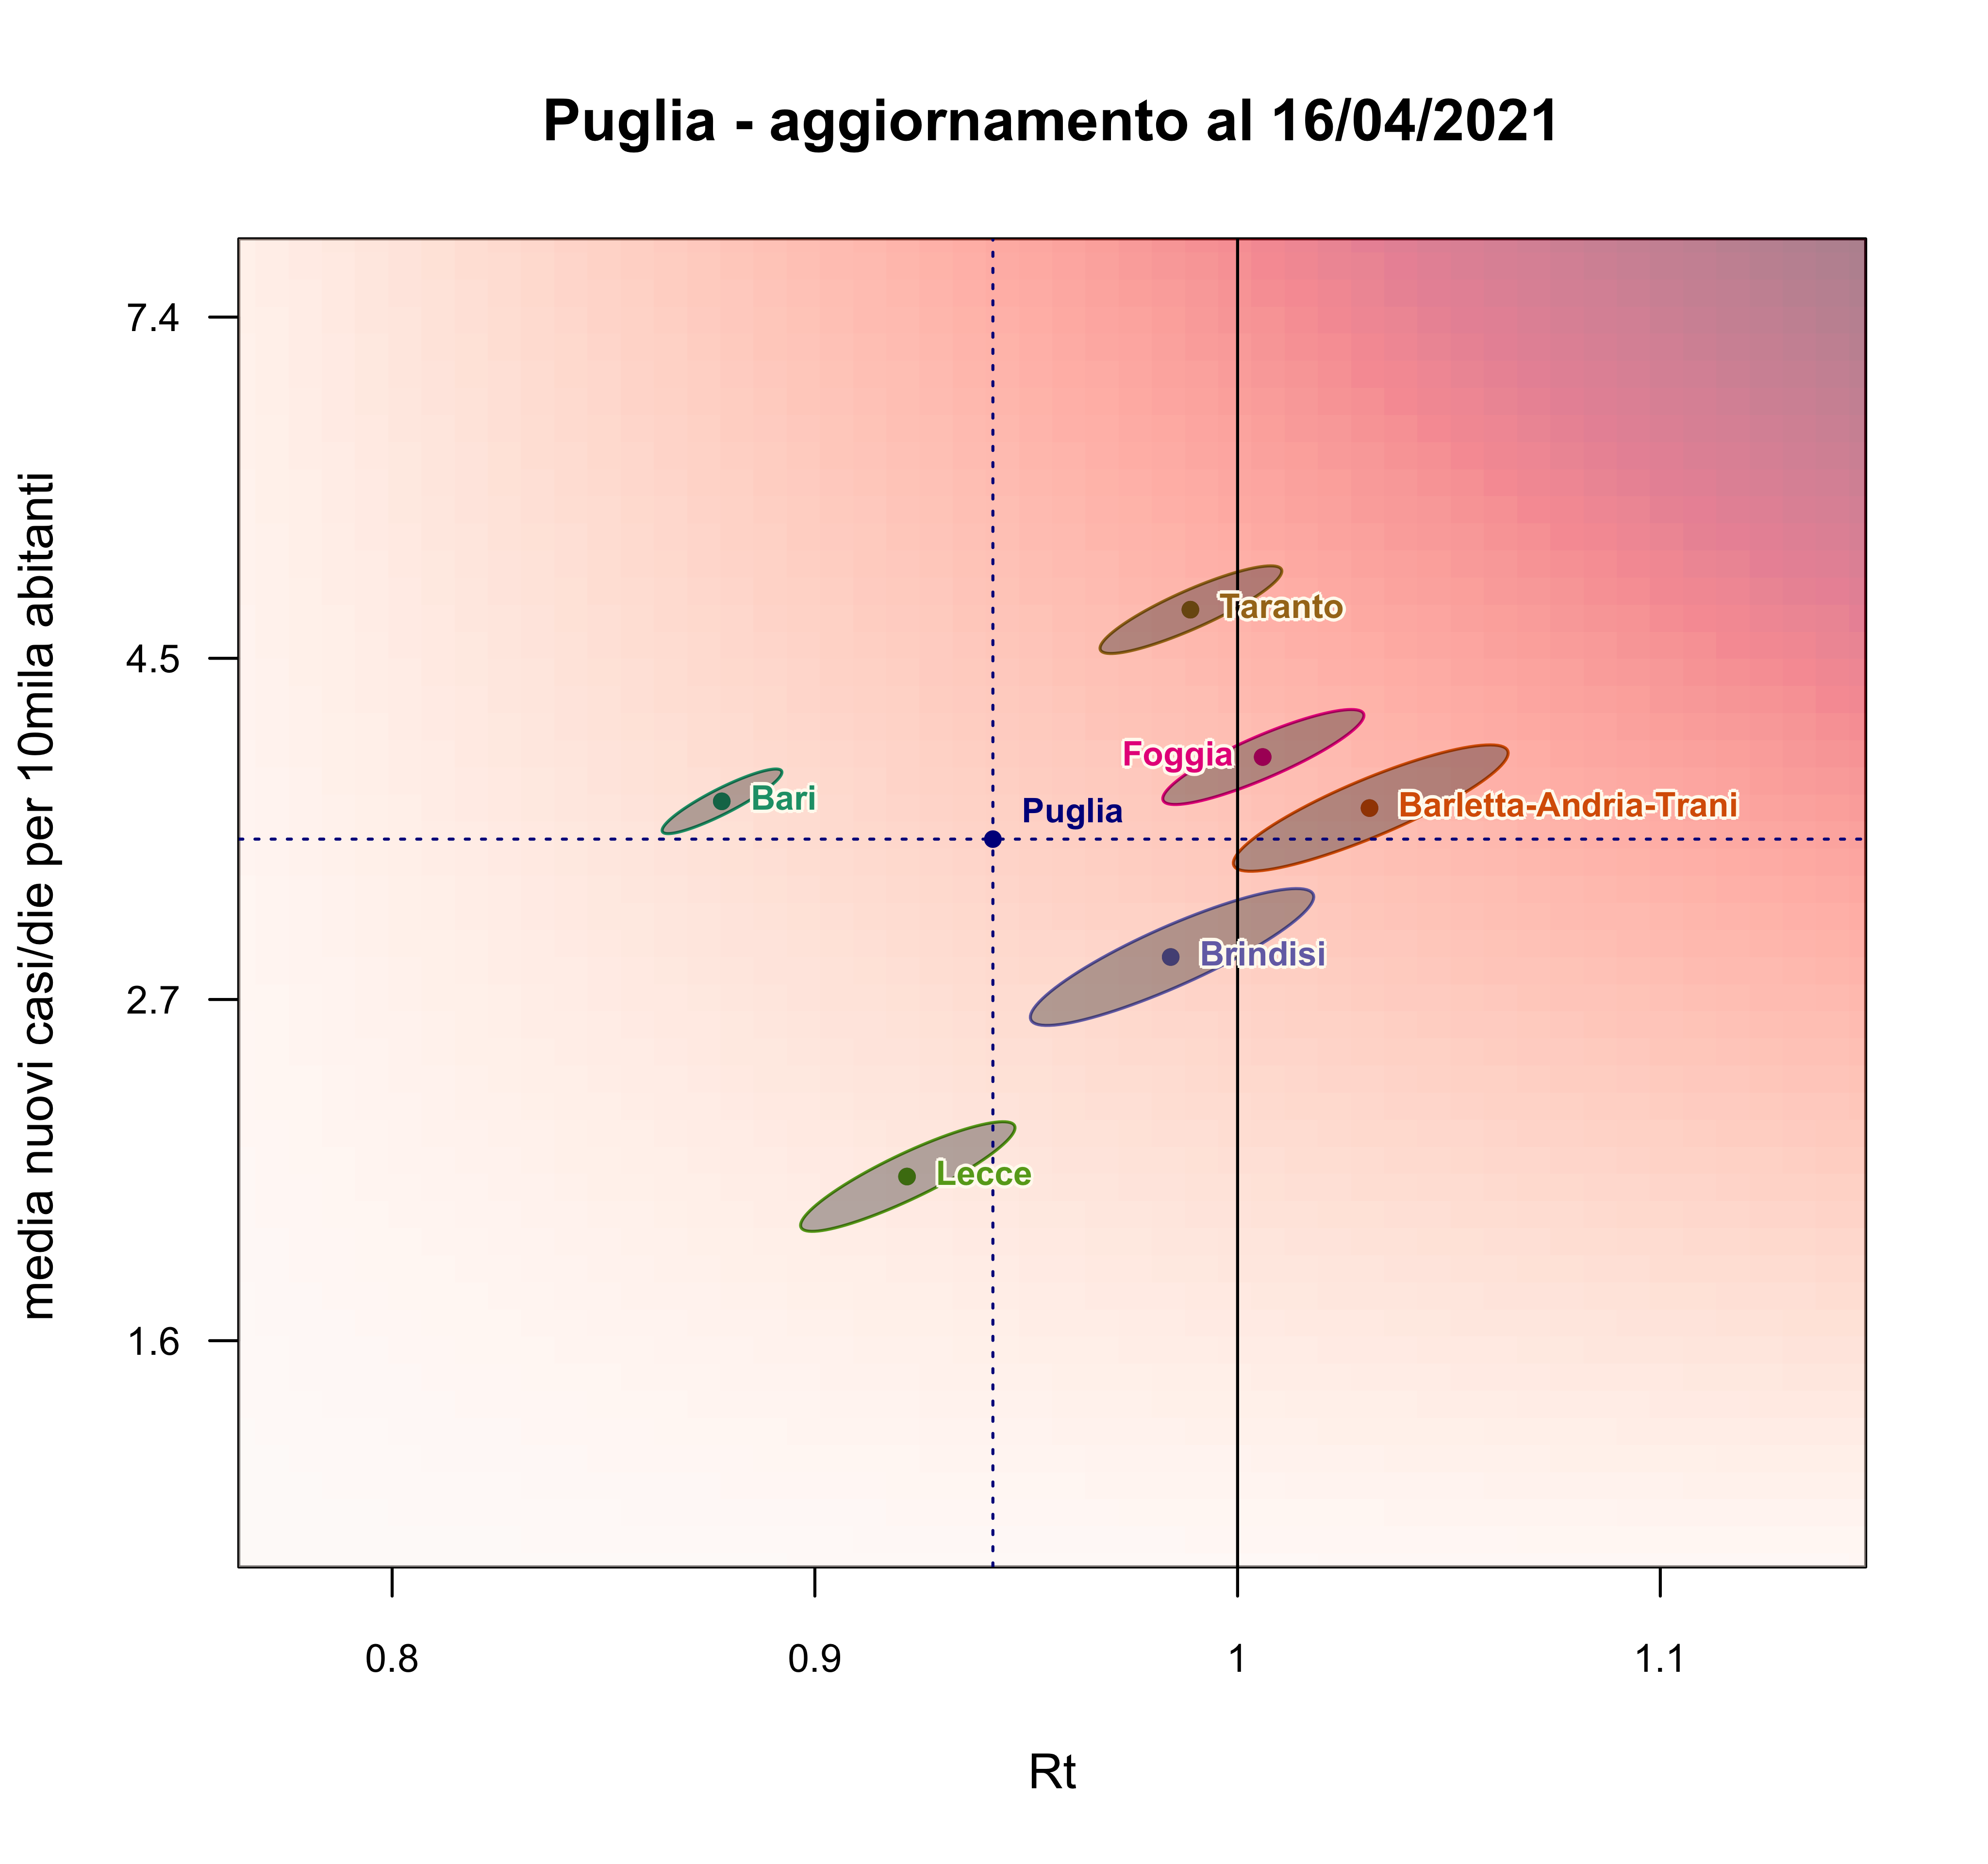 Puglia - aggiornamento al 16/04/2021
media nuovi casi/die per 10mila abitanti
7.4
4.5
2.7
1.6
Taranto
Foggia
Bari
Puglia
Barletta-Andria-Trani
Brindisi
Lecce
0.8
0.9
1
1.1
Rt